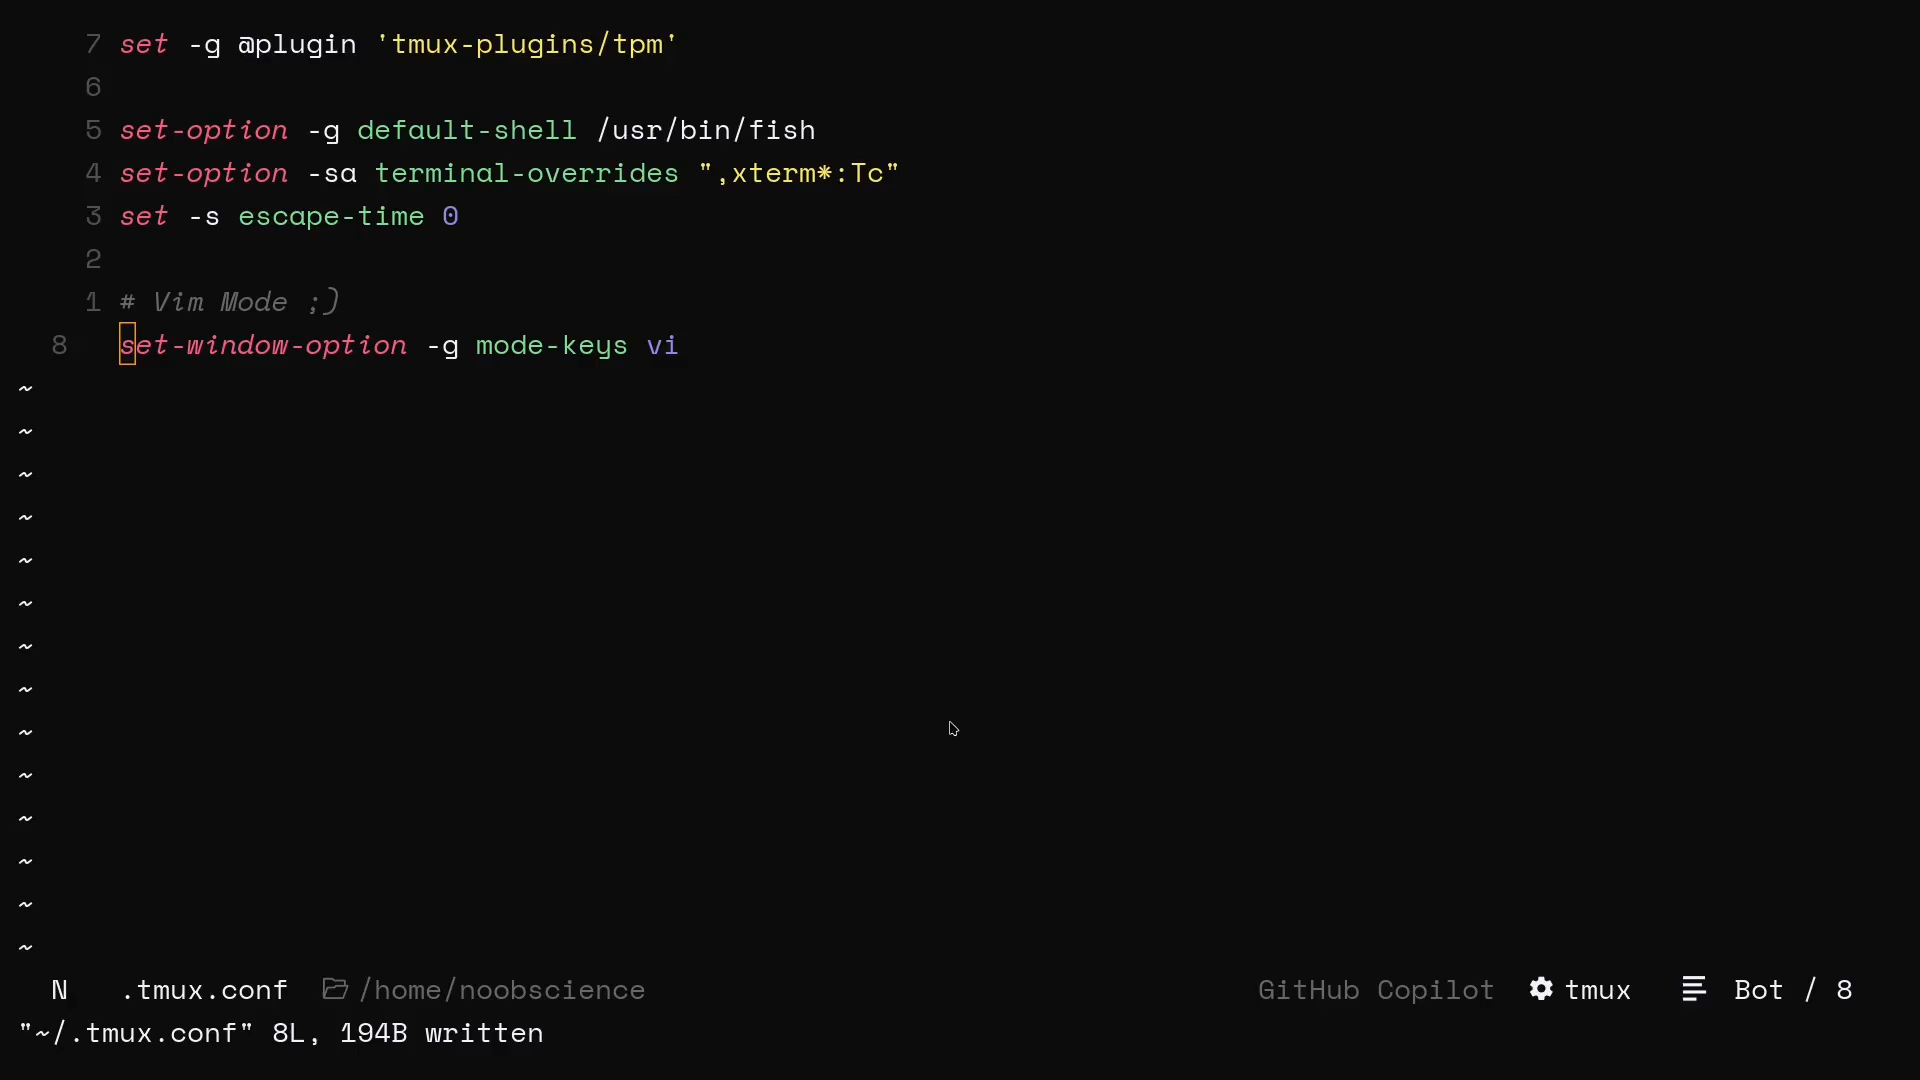 7 set -g @plugin 'tmux-plugins/tpm'
6
5 set-option -g default-shell /usr/bin/fish
4 set-option -sa terminal-overrides ",xterm*:Tc"
3 set -s escape-time 0
2
1 # Vim Mode ;)
8 set-window-option -g mode-keys vi
~
~
~
~
~
~
~
~
~
~
~
~
~
~
N .tmux.conf /home/noobscience GitHub Copilot tmux Bot / 8
"~/.tmux.conf" 8L, 194B written